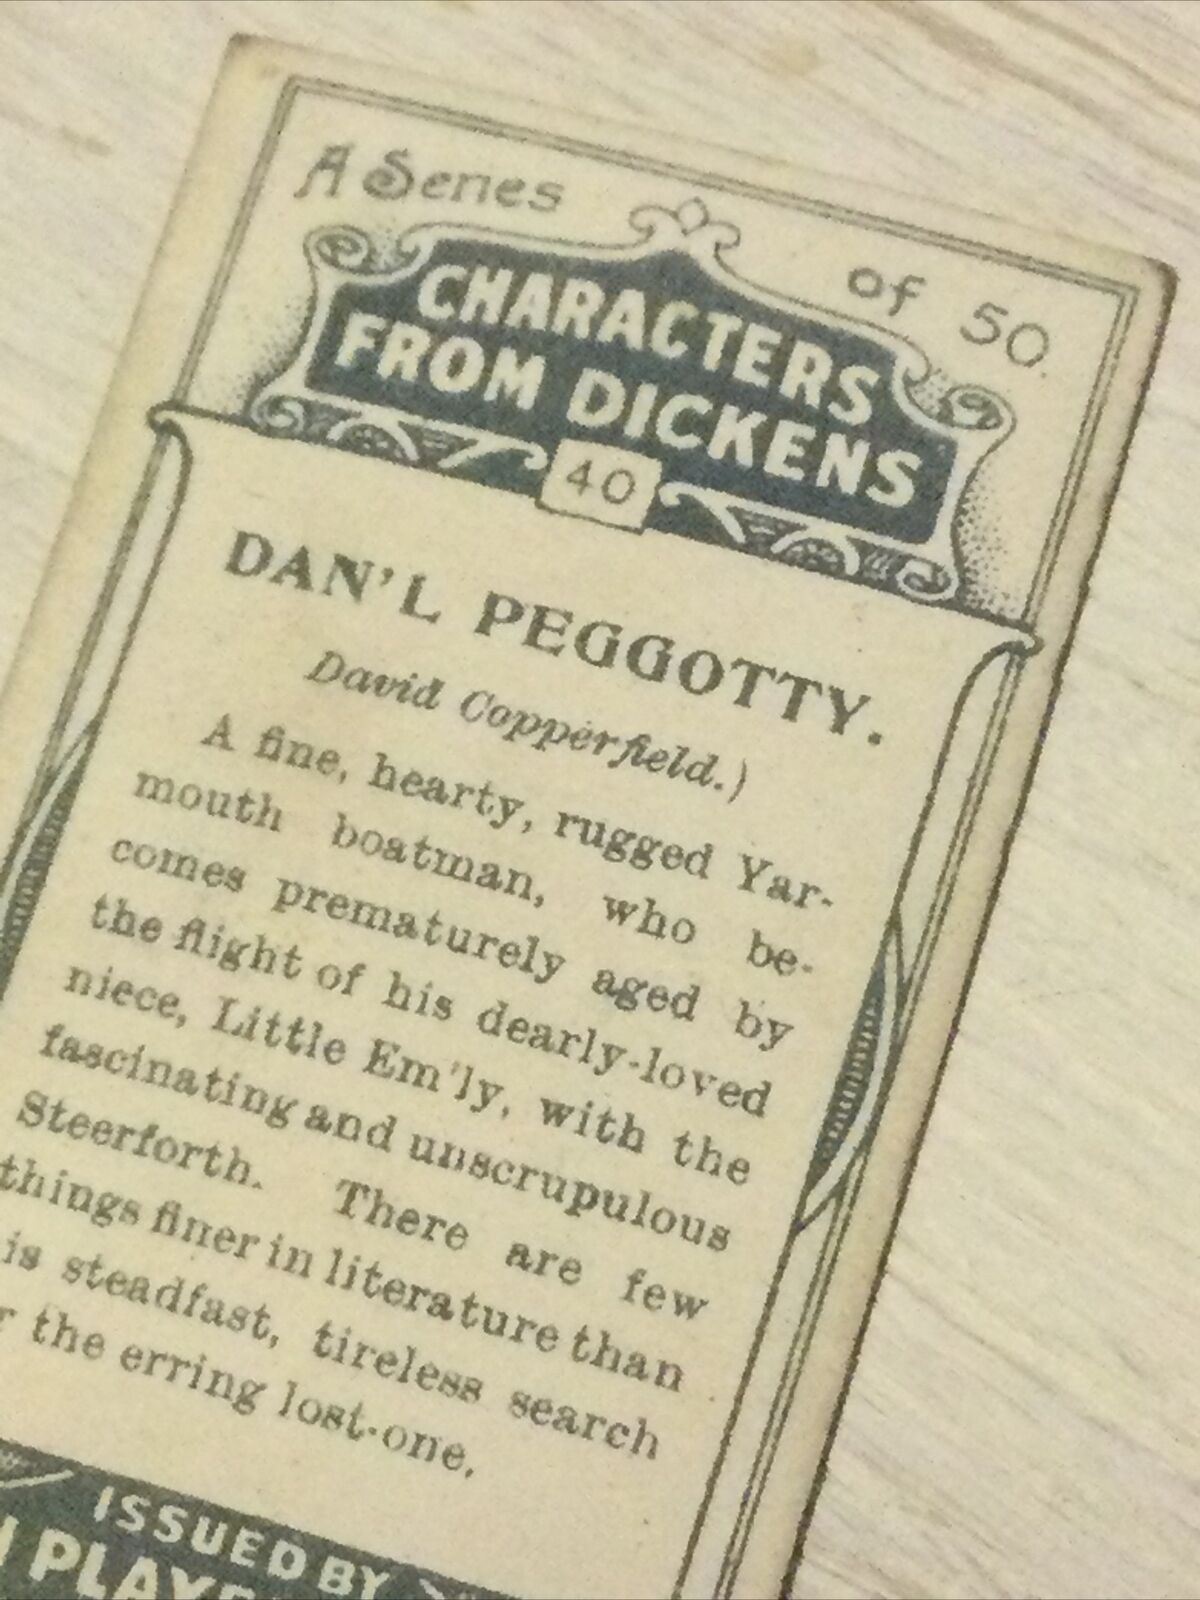 A Series of 50.
CHARACTERS
FROM DICKENS
40
DAN'L PEGGOTTY.
David Copperfield.)
A fine, hearty, rugged Yar-
mouth boatman, who be-
comes prematurely aged by
the flight of his dearly-loved
niece, Little Em'ly, with the
fascinating and unscrupulous
Steerforth. There are few
things finer in literature than
is steadfast, tireless search
r the erring lost-one.
ISSUED BY